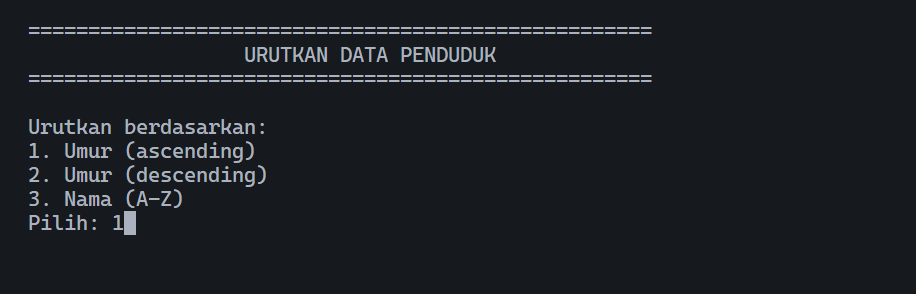 ====================================================
URUTKAN DATA PENDUDUK
====================================================
Urutkan berdasarkan:
1. Umur (ascending)
2. Umur (descending)
3. Nama (A-Z)
Pilih: 1